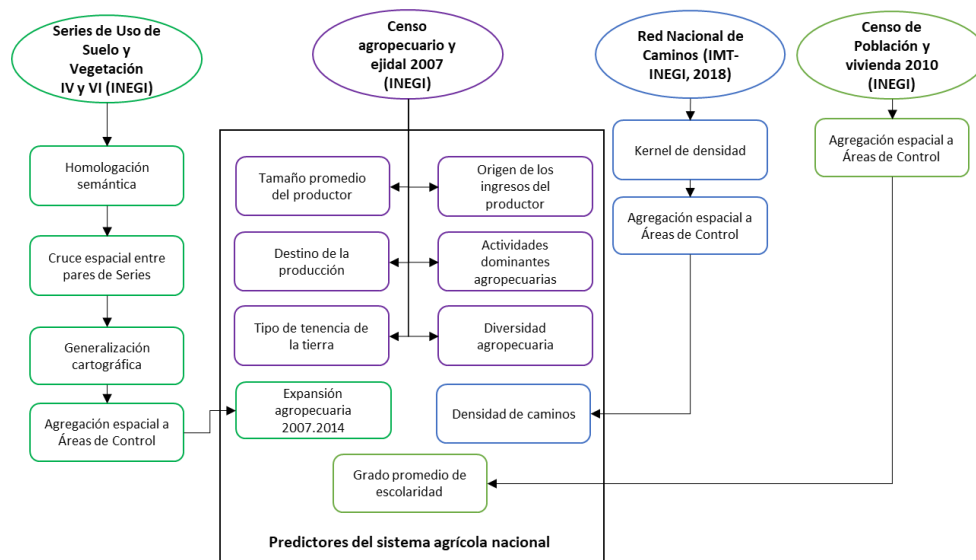 Series de Uso de
Suelo y
Vegetación
IV y VI (INEGI)
Homologación
semántica
Cruce espacial entre
pares de Series
Generalización
cartográfica
Agregación espacial a
Áreas de Control
Censo
agropecuario y
ejidal 2007
(INEGI)
Tamaño promedio
del productor
Origen de los
ingresos del
productor
Destino de la
producción
Actividades
dominantes
agropecuarias
Tipo de tenencia de
la tierra
Diversidad
agropecuaria
Expansión
agropecuaria
2007.2014
Densidad de caminos
Grado promedio de
escolaridad
Predictores del sistema agrícola nacional
Red Nacional de
Caminos (IMT-
INEGI, 2018)
Kernel de densidad
Agregación espacial a
Áreas de Control
Censo de
Población y
vivienda 2010
(INEGI)
Agregación espacial a
Áreas de Control